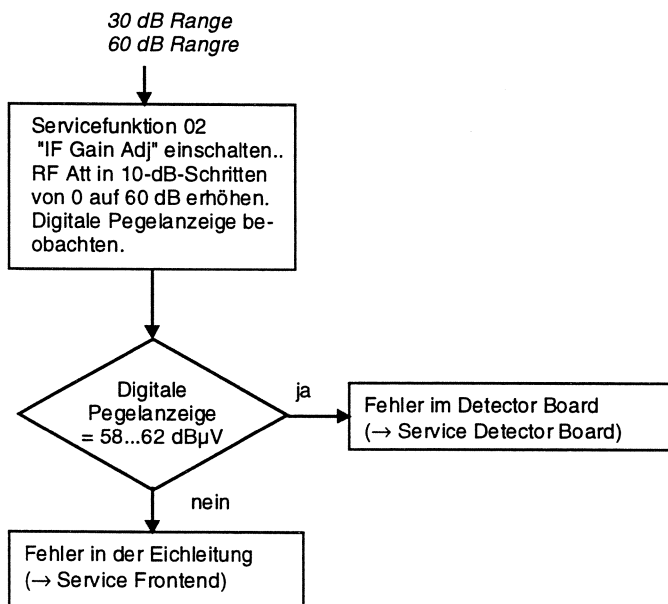 30 dB Range
60 dB Rangre
Servicefunktion 02
"IF Gain Adj" einschalten..
RF Att in 10-dB-Schritten
von 0 auf 60 dB erhöhen.
Digitale Pegelanzeige be-
obachten.
Digitale
Pegelanzeige
= 58...62 dBµV
ja
Fehler im Detector Board
(→ Service Detector Board)
nein
Fehler in der Eichleitung
(→ Service Frontend)